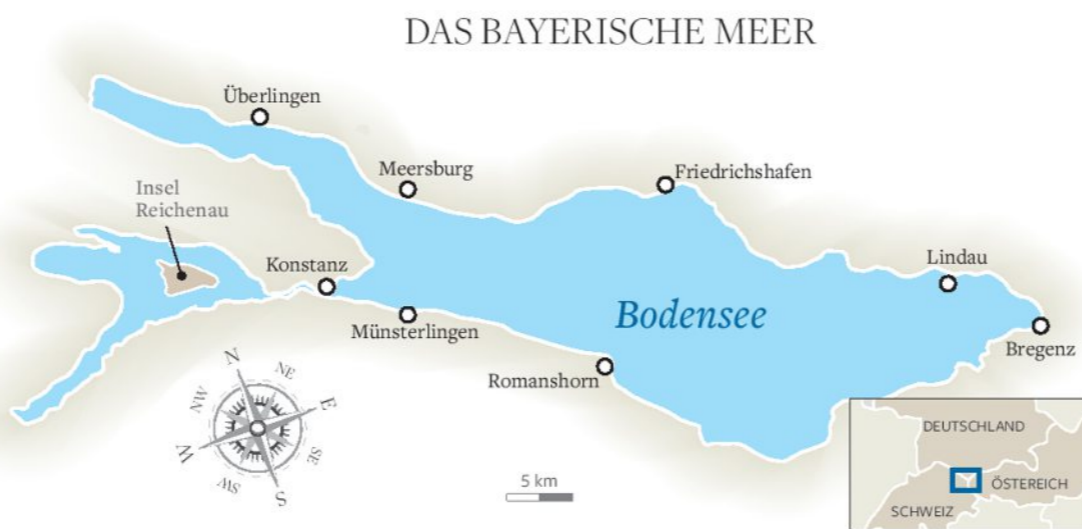 DAS BAYERISCHE MEER
Überlingen
Meersburg
Friedrichshafen
Insel
Reichenau
Konstanz
Lindau
Münsterlingen
Bodensee
Bregenz
Romanshorn
N
NE
E
SE
S
SW
W
NW
5 km
DEUTSCHLAND
ÖSTEREICH
SCHWEIZ